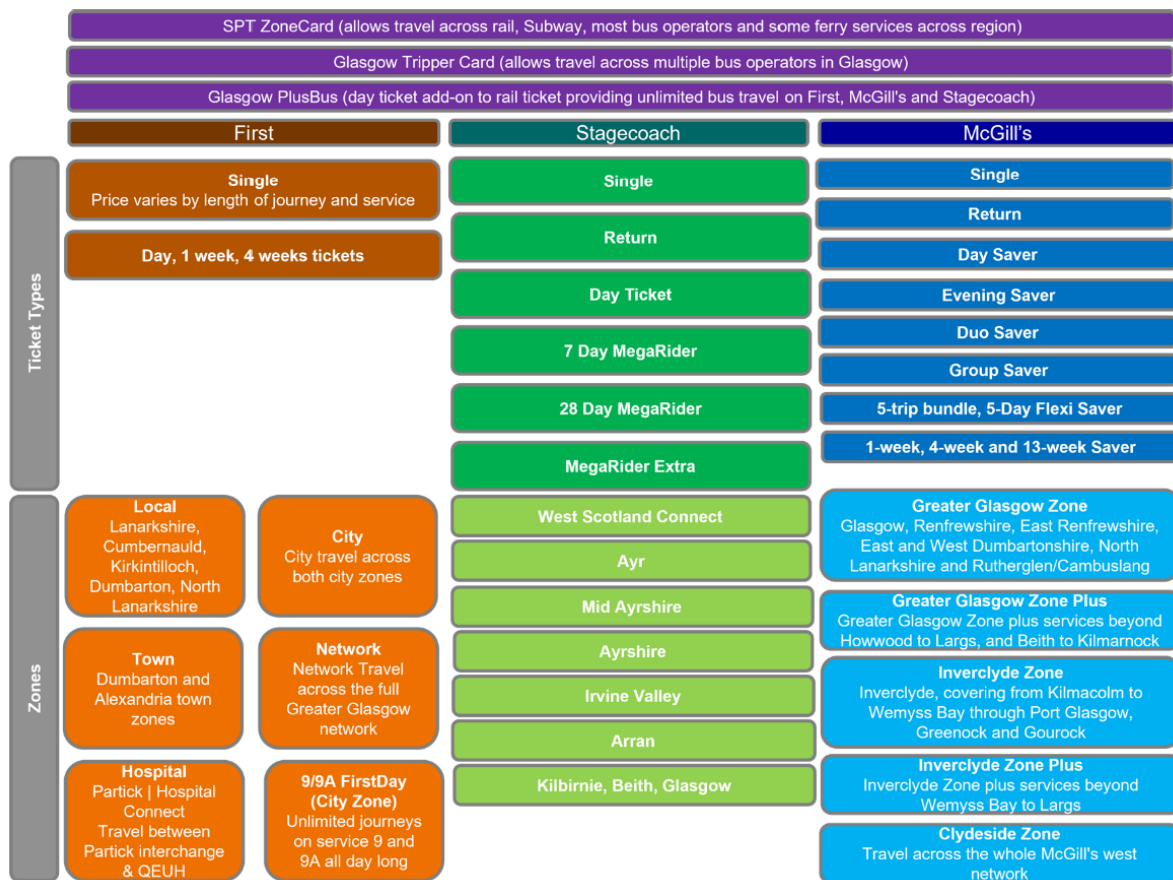 SPT ZoneCard (allows travel across rail, Subway, most bus operators and some ferry services across region)
Glasgow Tripper Card (allows travel across multiple bus operators in Glasgow)
Glasgow PlusBus (day ticket add-on to rail ticket providing unlimited bus travel on First, McGill's and Stagecoach)
First
Stagecoach
McGill's
Ticket Types
Single
Price varies by length of journey and service
Day, 1 week, 4 weeks tickets
Single
Return
Day Ticket
7 Day MegaRider
28 Day MegaRider
MegaRider Extra
Single
Return
Day Saver
Evening Saver
Duo Saver
Group Saver
5-trip bundle, 5-Day Flexi Saver
1-week, 4-week and 13-week Saver
Zones
Local
Lanarkshire,
Cumbernauld,
Kirkintilloch,
Dumbarton, North
Lanarkshire
City
City travel across
both city zones
Town
Dumbarton and
Alexandria town
zones
Network
Network Travel
across the full
Greater Glasgow
network
Hospital
Partick | Hospital
Connect
Travel between
Partick interchange
& QEUH
9/9A FirstDay
(City Zone)
Unlimited journeys
on service 9 and
9A all day long
West Scotland Connect
Ayr
Mid Ayrshire
Ayrshire
Irvine Valley
Arran
Kilbirnie, Beith, Glasgow
Greater Glasgow Zone
Glasgow, Renfrewshire, East Renfrewshire,
East and West Dumbartonshire, North
Lanarkshire and Rutherglen/Cambuslang
Greater Glasgow Zone Plus
Greater Glasgow Zone plus services beyond
Howwood to Largs, and Beith to Kilmarnock
Inverclyde Zone
Inverclyde, covering from Kilmacolm to
Wemyss Bay through Port Glasgow,
Greenock and Gourock
Inverclyde Zone Plus
Inverclyde Zone plus services beyond
Wemyss Bay to Largs
Clydeside Zone
Travel across the whole McGill's west
network